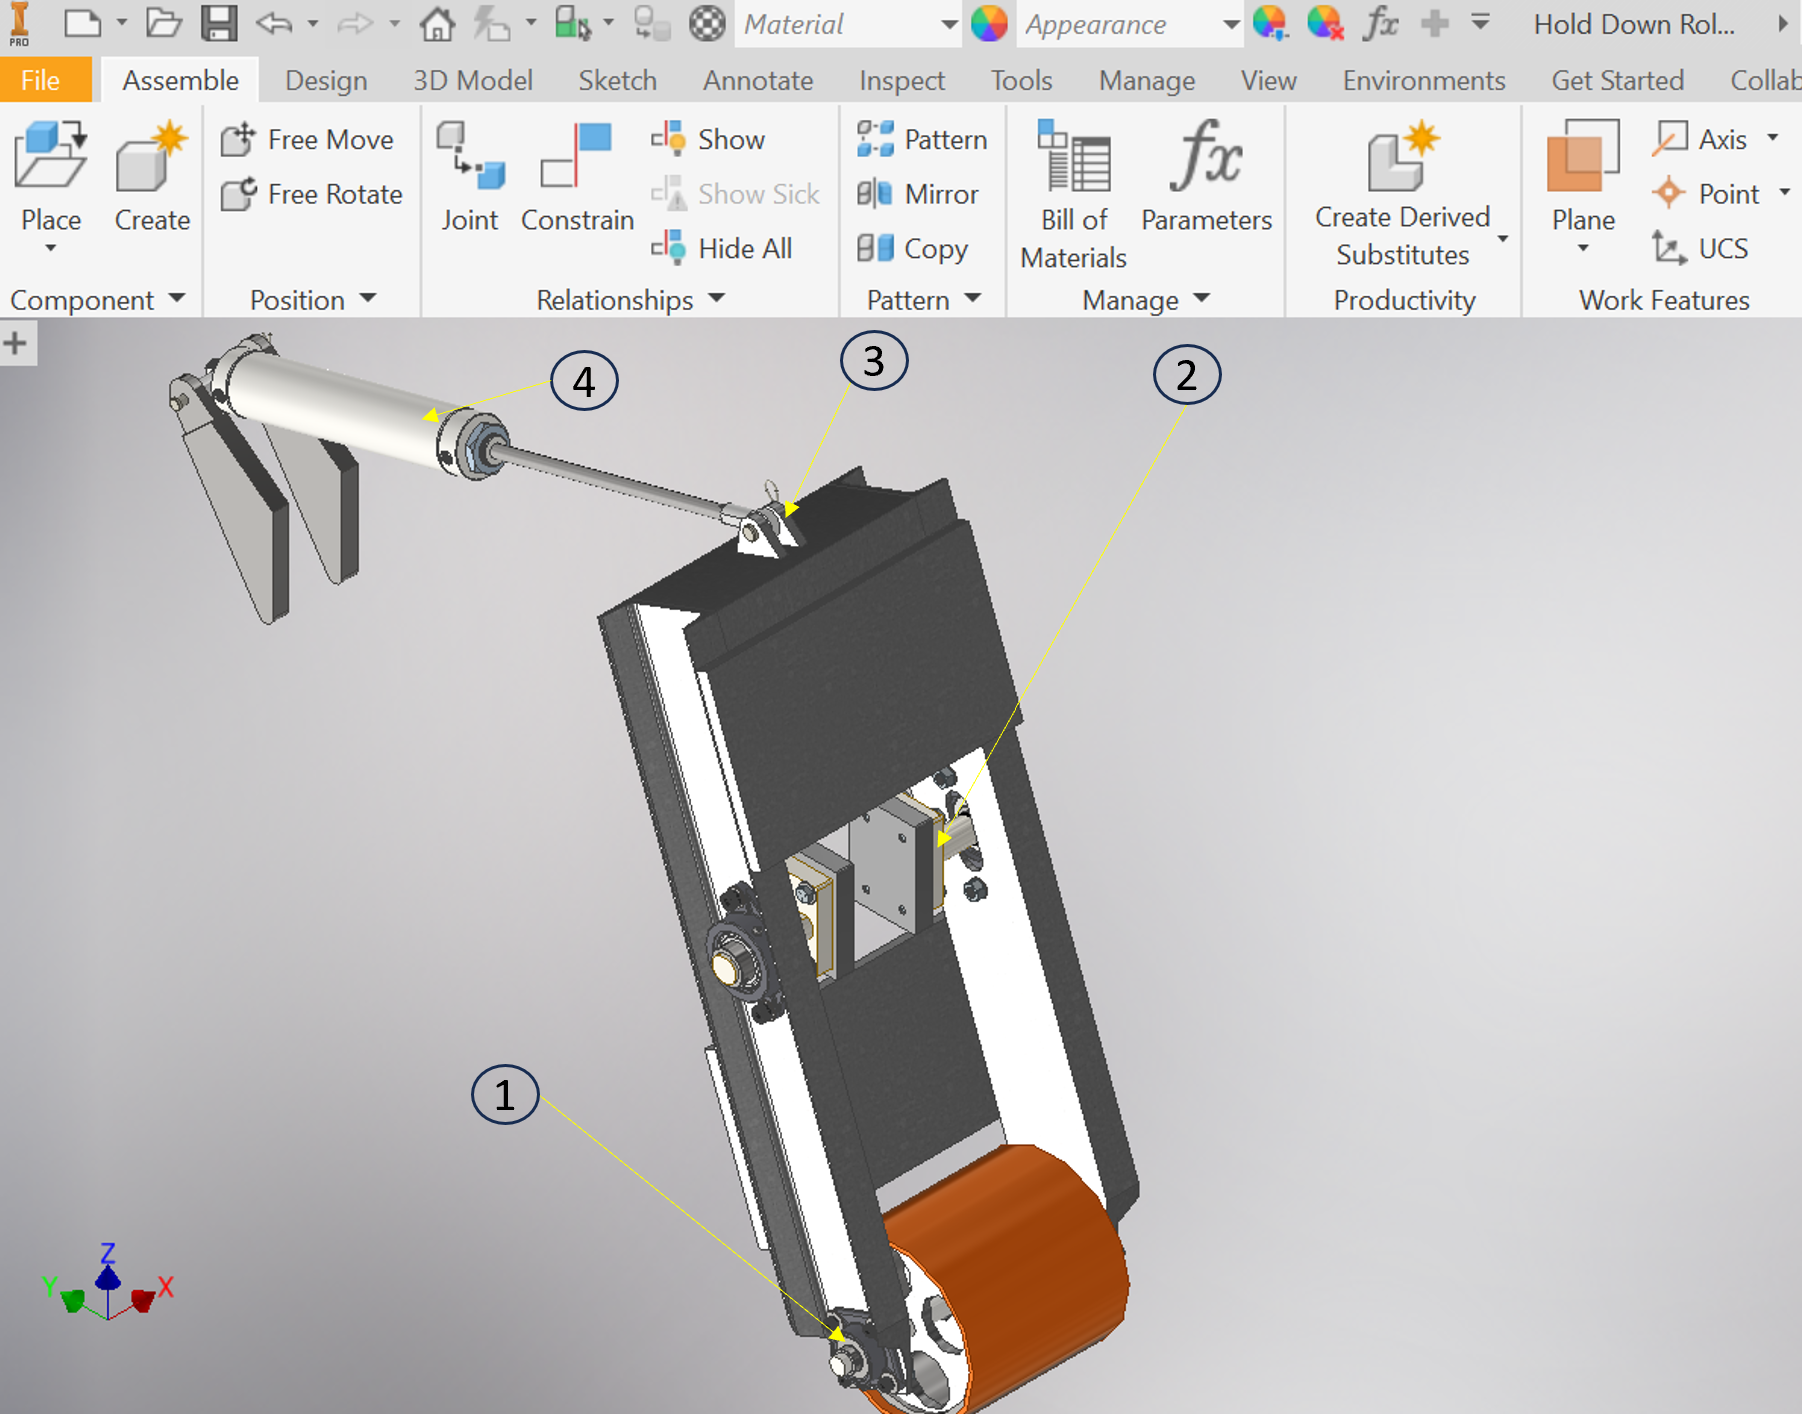 PRO
Material
Appearance
fx
Hold Down Rol...
File
Assemble
Design
3D Model
Sketch
Annotate
Inspect
Tools
Manage
View
Environments
Get Started
Collab
Place
Create
Free Move
Free Rotate
Joint
Constrain
Show
Show Sick
Hide All
Pattern
Mirror
Copy
Bill of
Materials
fx
Parameters
Create Derived
Substitutes
Plane
Axis
Point
UCS
Component
Position
Relationships
Pattern
Manage
Productivity
Work Features
4
3
2
1
Z
Y
X